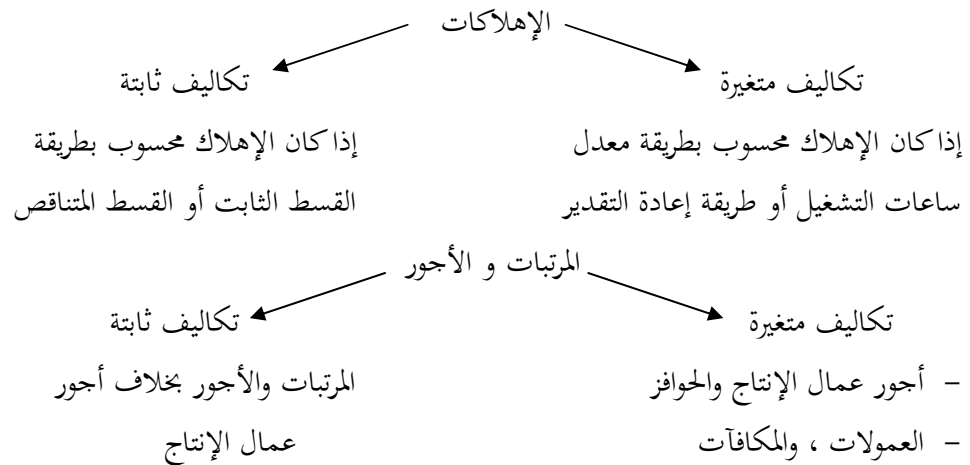 الإهلاكات
تكاليف متغيرة
تكاليف ثابتة
إذا كان الإهلاك محسوب بطريقة معدل
إذا كان الإهلاك محسوب بطريقة
ساعات التشغيل أو طريقة إعادة التقدير
القسط الثابت أو القسط المتناقص
المرتبات و الأجور
تكاليف متغيرة
تكاليف ثابتة
- أجور عمال الإنتاج والحوافز
المرتبات والأجور بخلاف أجور
- العمولات ، والمكافآت
عمال الإنتاج